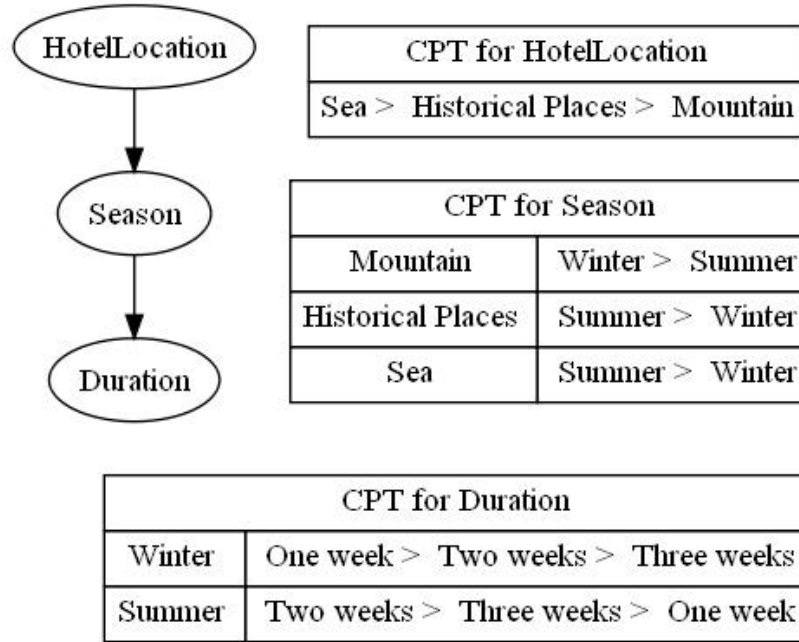 HotelLocation
Season
Duration
CPT for HotelLocation
Sea > Historical Places > Mountain
CPT for Season
Mountain Winter > Summer
Historical Places Summer > Winter
Sea Summer > Winter
CPT for Duration
Winter One week > Two weeks > Three weeks
Summer Two weeks > Three weeks > One week